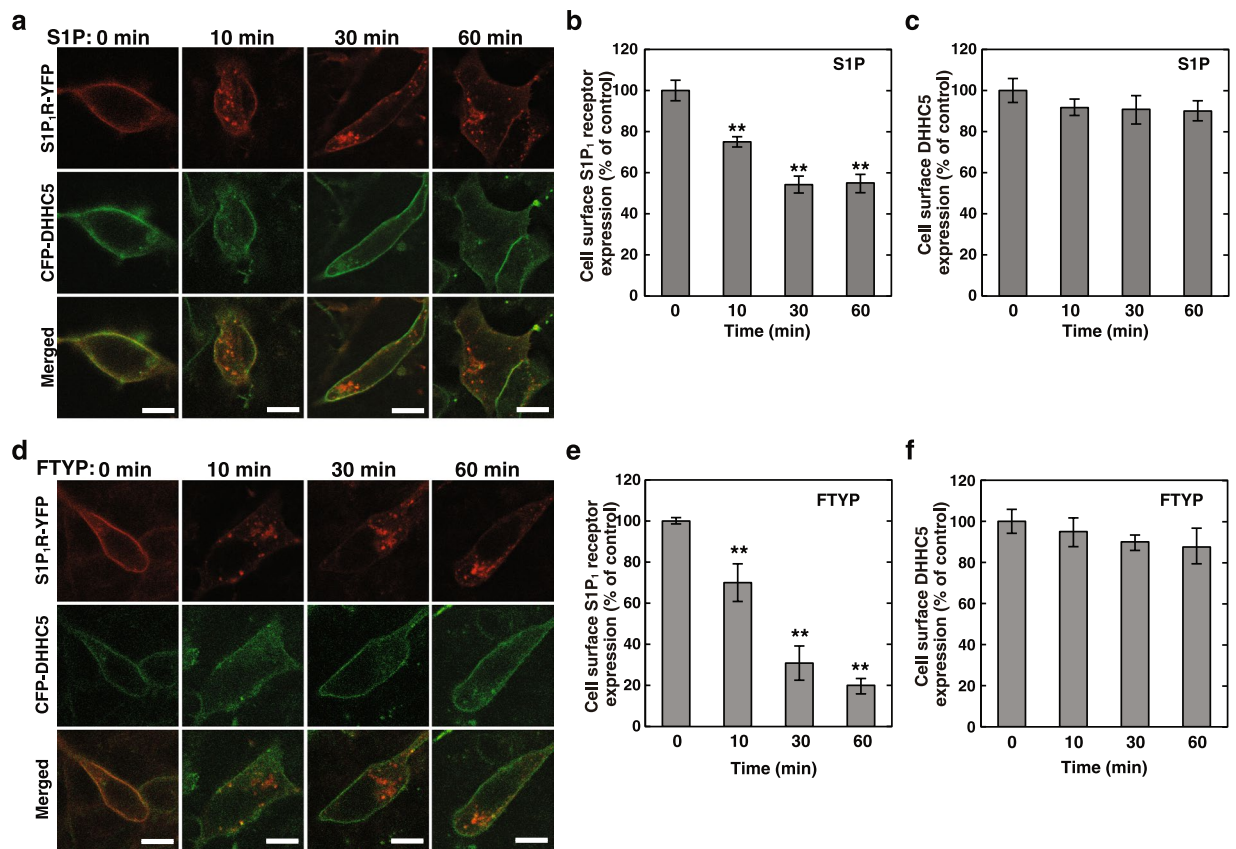 a
S1P: 0 min 10 min 30 min 60 min
S1P₁R-YFP
CFP-DHHC5
Merged
b
Cell surface S1P₁ receptor
expression (% of control)
120
100
80
60
40
20
0
S1P
**
**
**
0 10 30 60
Time (min)
c
Cell surface DHHC5
expression (% of control)
120
100
80
60
40
20
0
S1P
0 10 30 60
Time (min)
d
FTYP: 0 min 10 min 30 min 60 min
S1P₁R-YFP
CFP-DHHC5
Merged
e
Cell surface S1P₁ receptor
expression (% of control)
120
100
80
60
40
20
0
FTYP
**
**
**
0 10 30 60
Time (min)
f
Cell surface DHHC5
expression (% of control)
120
100
80
60
40
20
0
FTYP
0 10 30 60
Time (min)